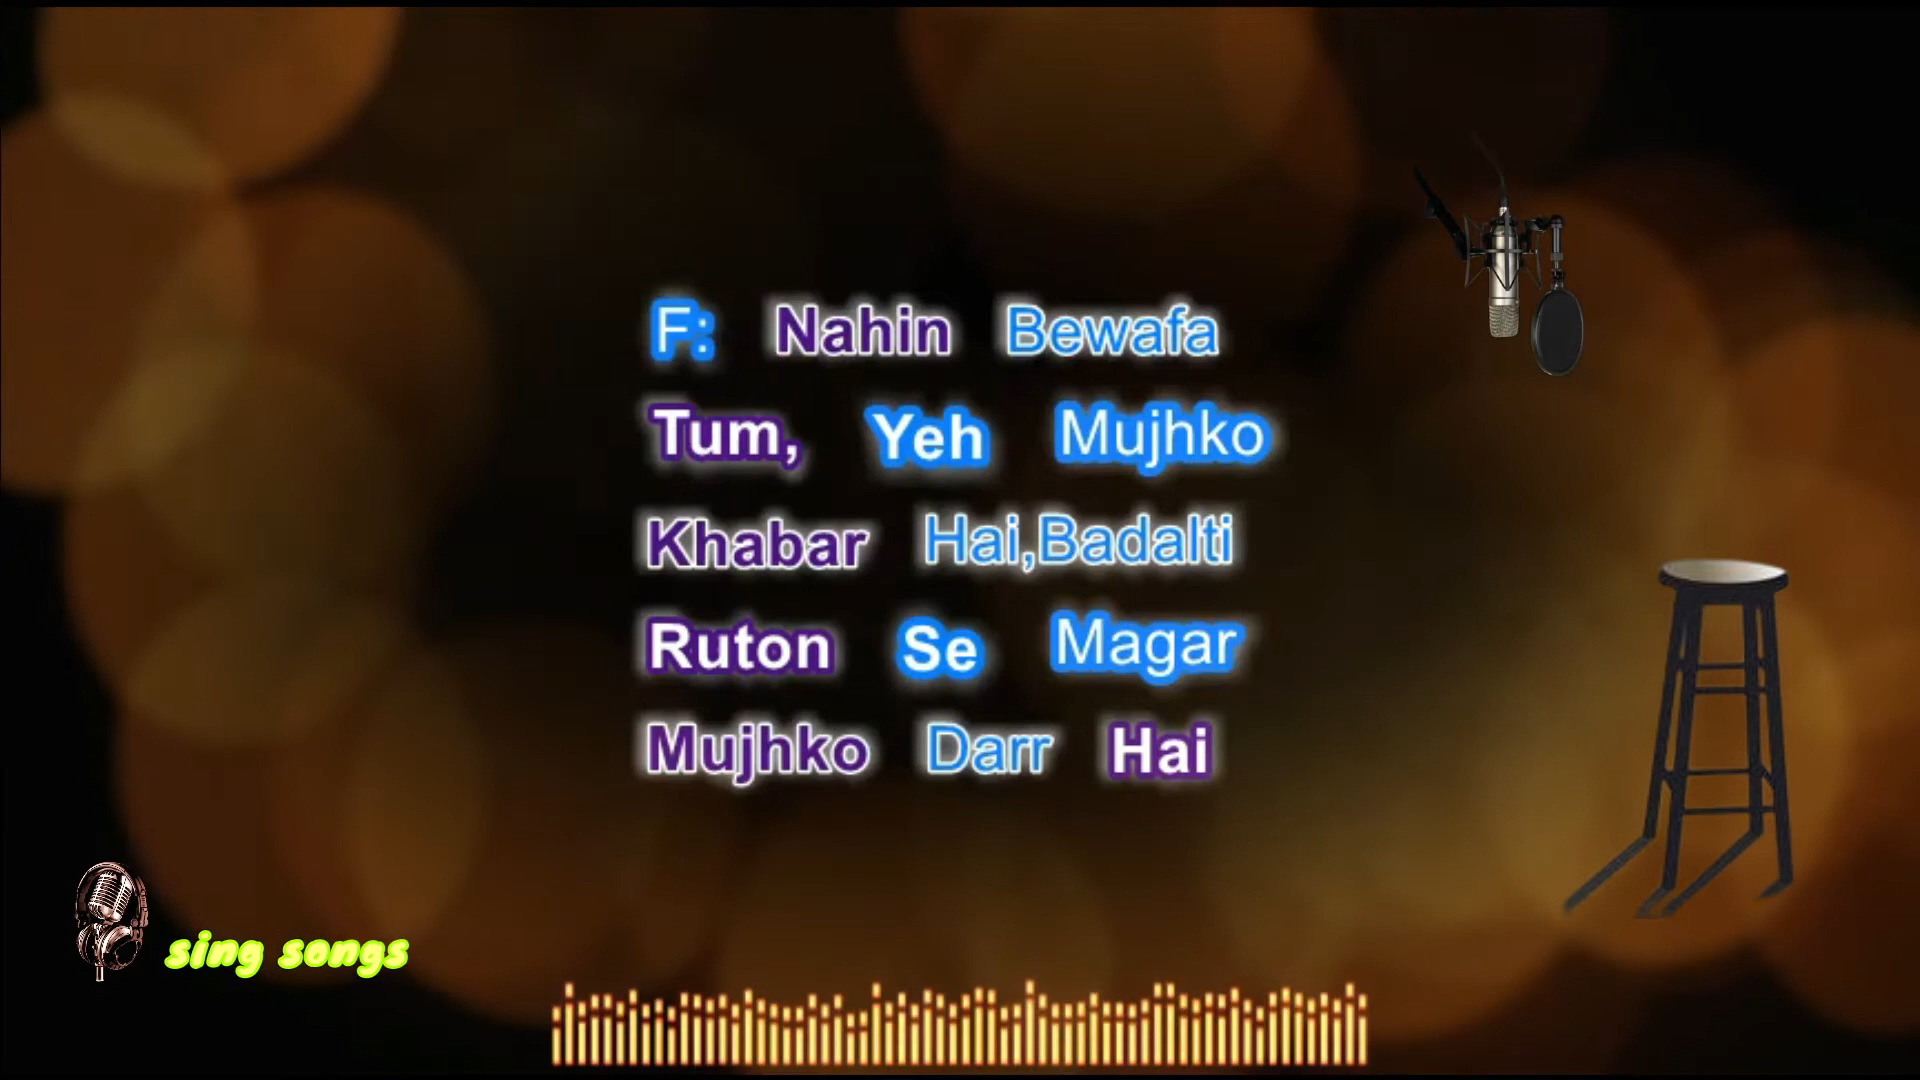 F: Nahin Bewafa
Tum, Yeh Mujhko
Khabar Hai,Badalti
Ruton Se Magar
Mujhko Darr Hai
sing songs